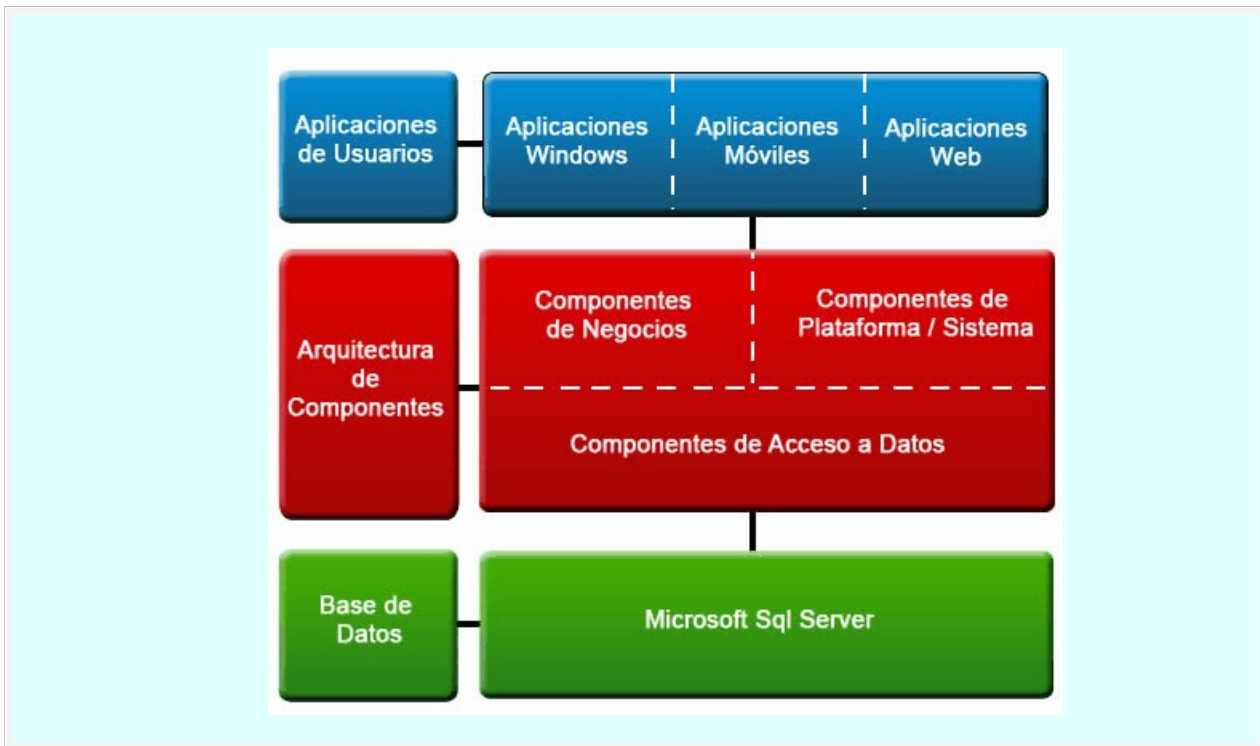 Aplicaciones
de Usuarios
Aplicaciones
Windows
Aplicaciones
Móviles
Aplicaciones
Web
Arquitectura
de
Componentes
Componentes
de Negocios
Componentes de
Plataforma / Sistema
Componentes de Acceso a Datos
Base de
Datos
Microsoft Sql Server